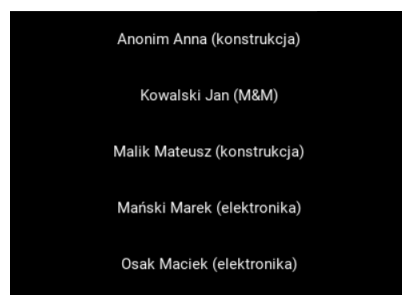 Anonim Anna (konstrukcja)
Kowalski Jan (M&M)
Malik Mateusz (konstrukcja)
Mański Marek (elektronika)
Osak Maciek (elektronika)